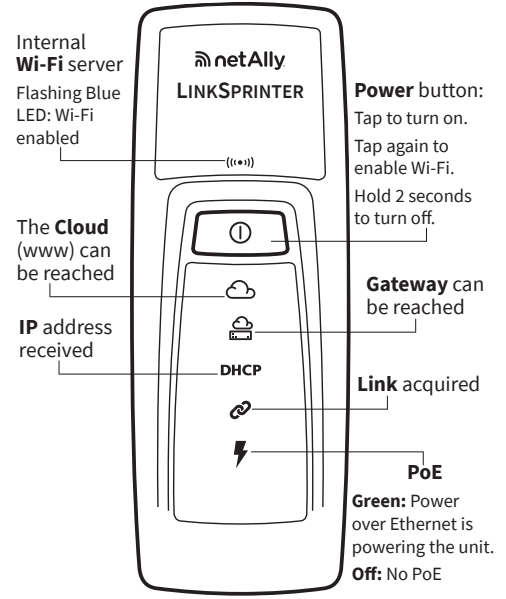 Internal
Wi-Fi server
Flashing Blue
LED: Wi-Fi
enabled
netAlly
LINKSPRINTER
Power button:
Tap to turn on.
Tap again to
enable Wi-Fi.
Hold 2 seconds
to turn off.
The Cloud
(www) can
be reached
Gateway can
be reached
IP address
received
DHCP
Link acquired
PoE
Green: Power
over Ethernet is
powering the unit.
Off: No PoE